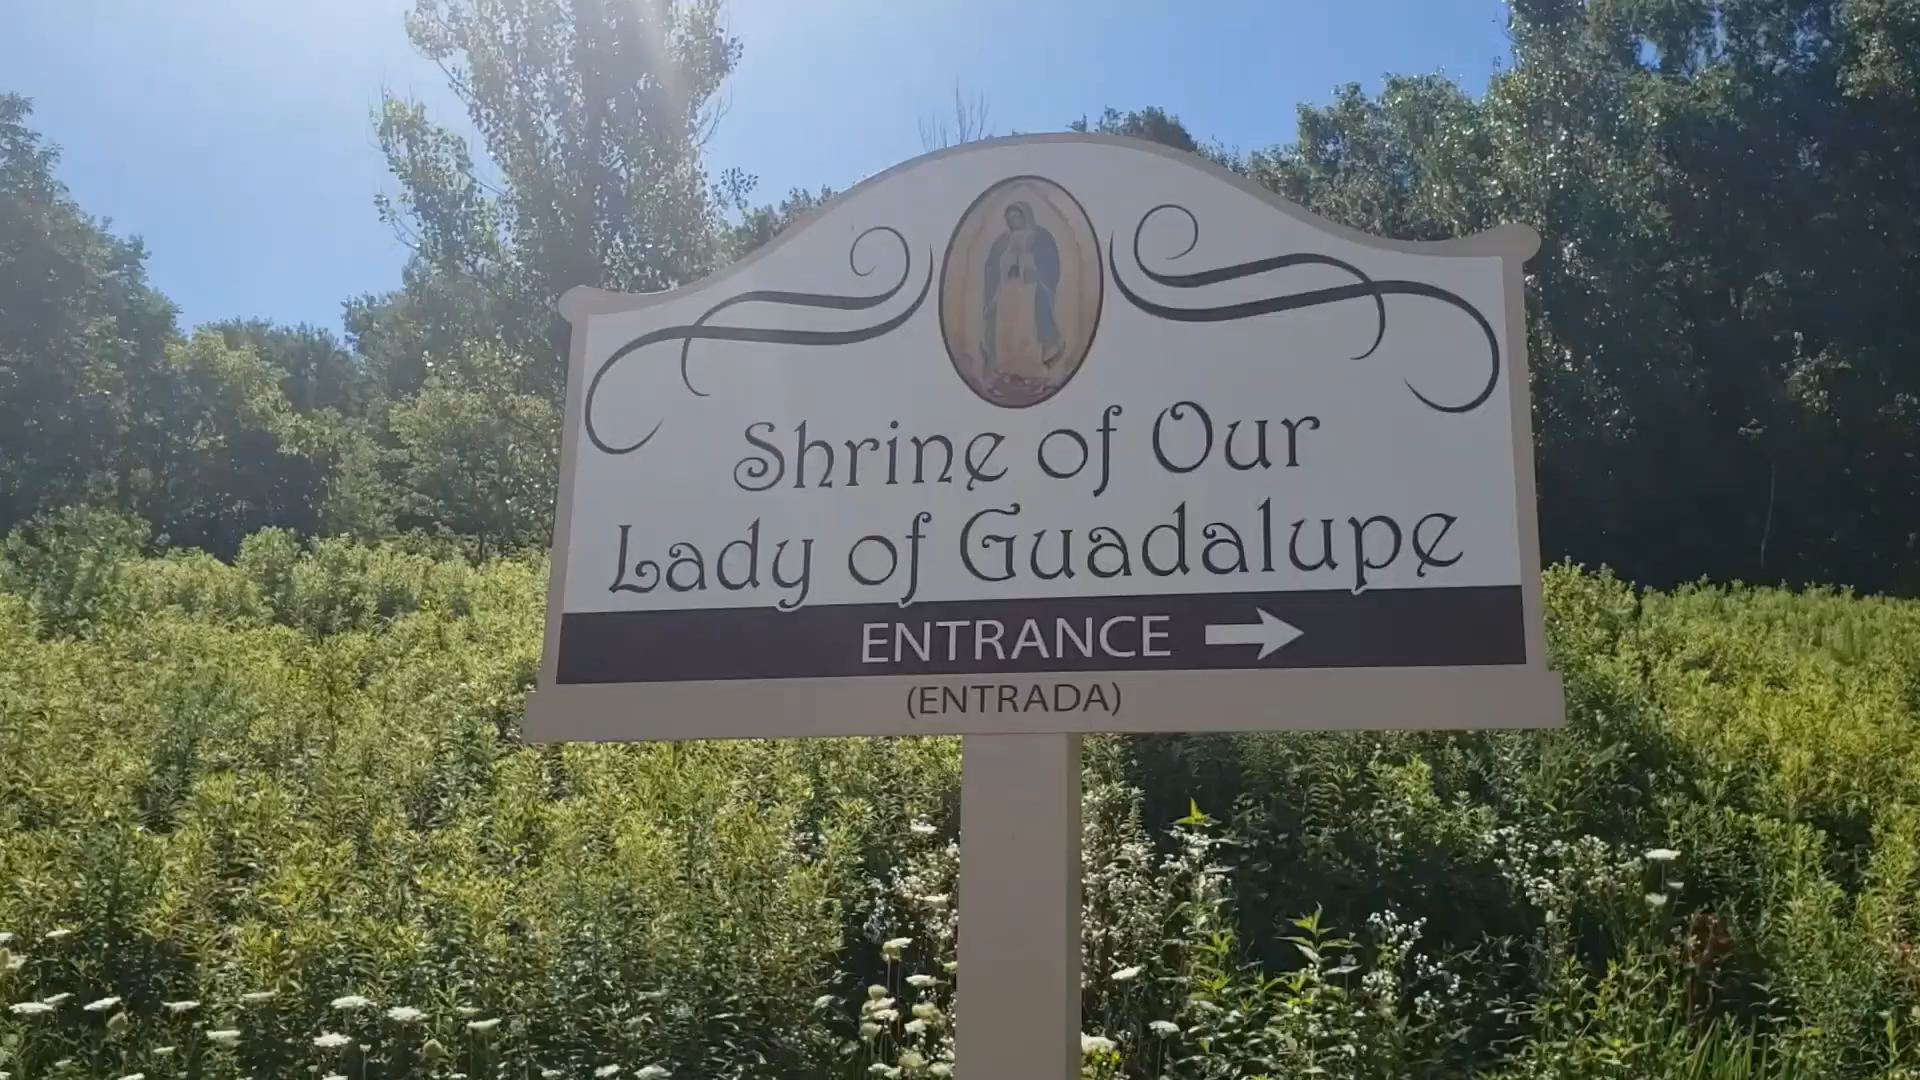 Shrine of Our
Lady of Guadalupe
ENTRANCE →
(ENTRADA)